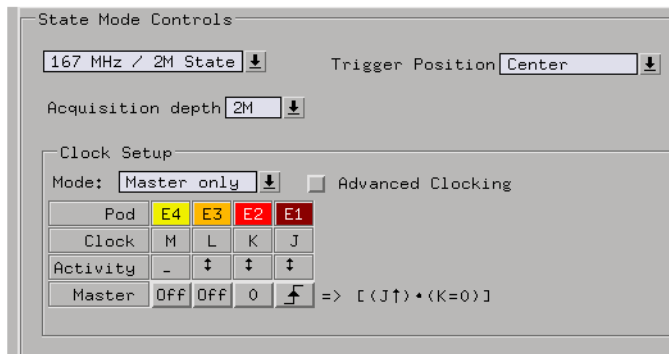 State Mode Controls
167 MHz / 2M State Trigger Position Center
Acquisition depth 2M
Clock Setup
Mode: Master only Advanced Clocking
Pod E4 E3 E2 E1
Clock M L K J
Activity – ↕ ↕ ↕
Master Off Off 0 => [(J↑)•(K=0)]